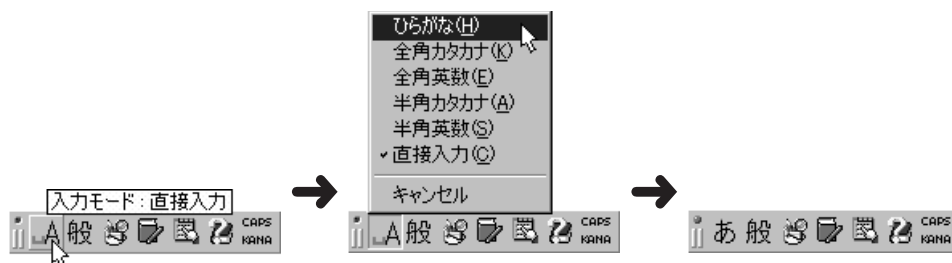 入力モード：直接入力
A 般 CAPS
KANA
ひらがな(H)
全角カタカナ(K)
全角英数(E)
半角カタカナ(A)
半角英数(S)
直接入力(C)
キャンセル
A 般 CAPS
KANA
あ 般 CAPS
KANA